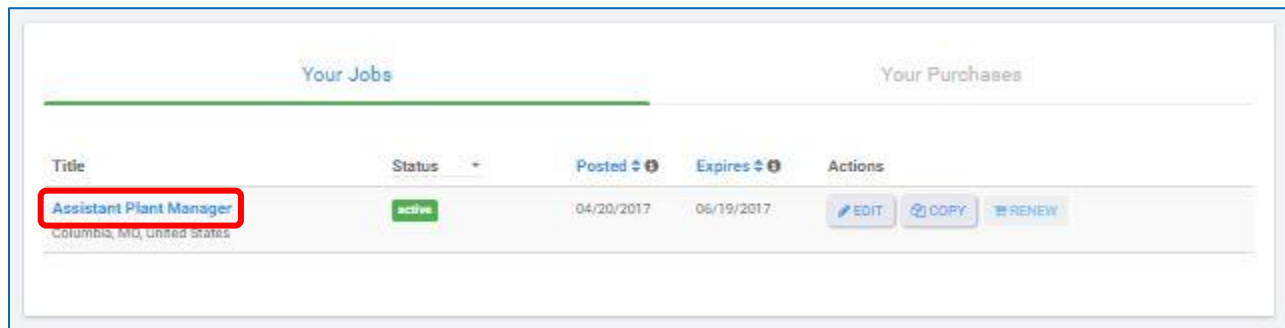 Your Jobs Your Purchases
Title Status Posted Expires Actions
Assistant Plant Manager active 04/20/2017 06/19/2017 EDIT COPY RENEW
Columbia, MO, United States